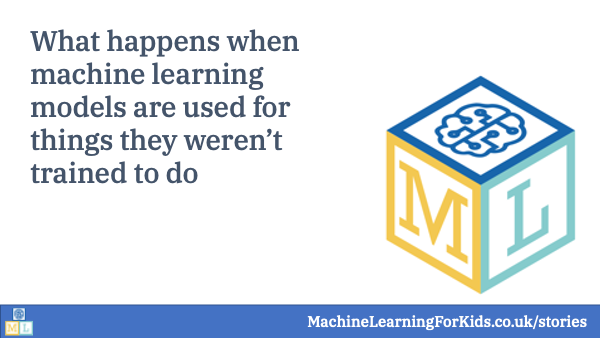 What happens when
machine learning
models are used for
things they weren’t
trained to do
M L
M L
MachineLearningForKids.co.uk/stories